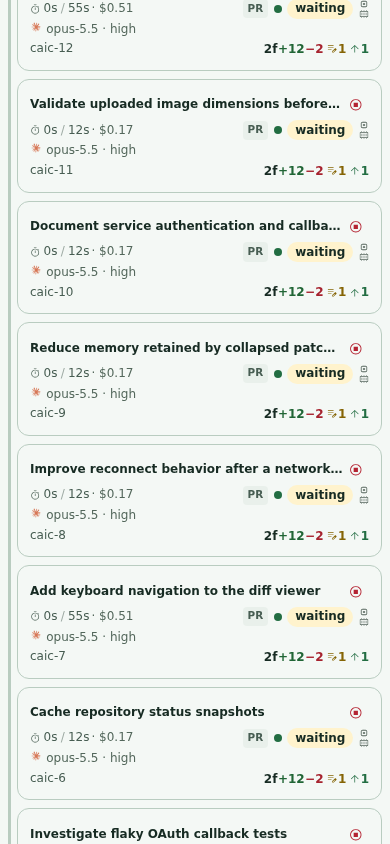 0s / 55s · $0.51 PR waiting
opus-5.5 · high
caic-12 2f+12−2 1 ↑1
Validate uploaded image dimensions before…
0s / 12s · $0.17 PR waiting
opus-5.5 · high
caic-11 2f+12−2 1 ↑1
Document service authentication and callba…
0s / 12s · $0.17 PR waiting
opus-5.5 · high
caic-10 2f+12−2 1 ↑1
Reduce memory retained by collapsed patc…
0s / 12s · $0.17 PR waiting
opus-5.5 · high
caic-9 2f+12−2 1 ↑1
Improve reconnect behavior after a network…
0s / 12s · $0.17 PR waiting
opus-5.5 · high
caic-8 2f+12−2 1 ↑1
Add keyboard navigation to the diff viewer
0s / 55s · $0.51 PR waiting
opus-5.5 · high
caic-7 2f+12−2 1 ↑1
Cache repository status snapshots
0s / 12s · $0.17 PR waiting
opus-5.5 · high
caic-6 2f+12−2 1 ↑1
Investigate flaky OAuth callback tests